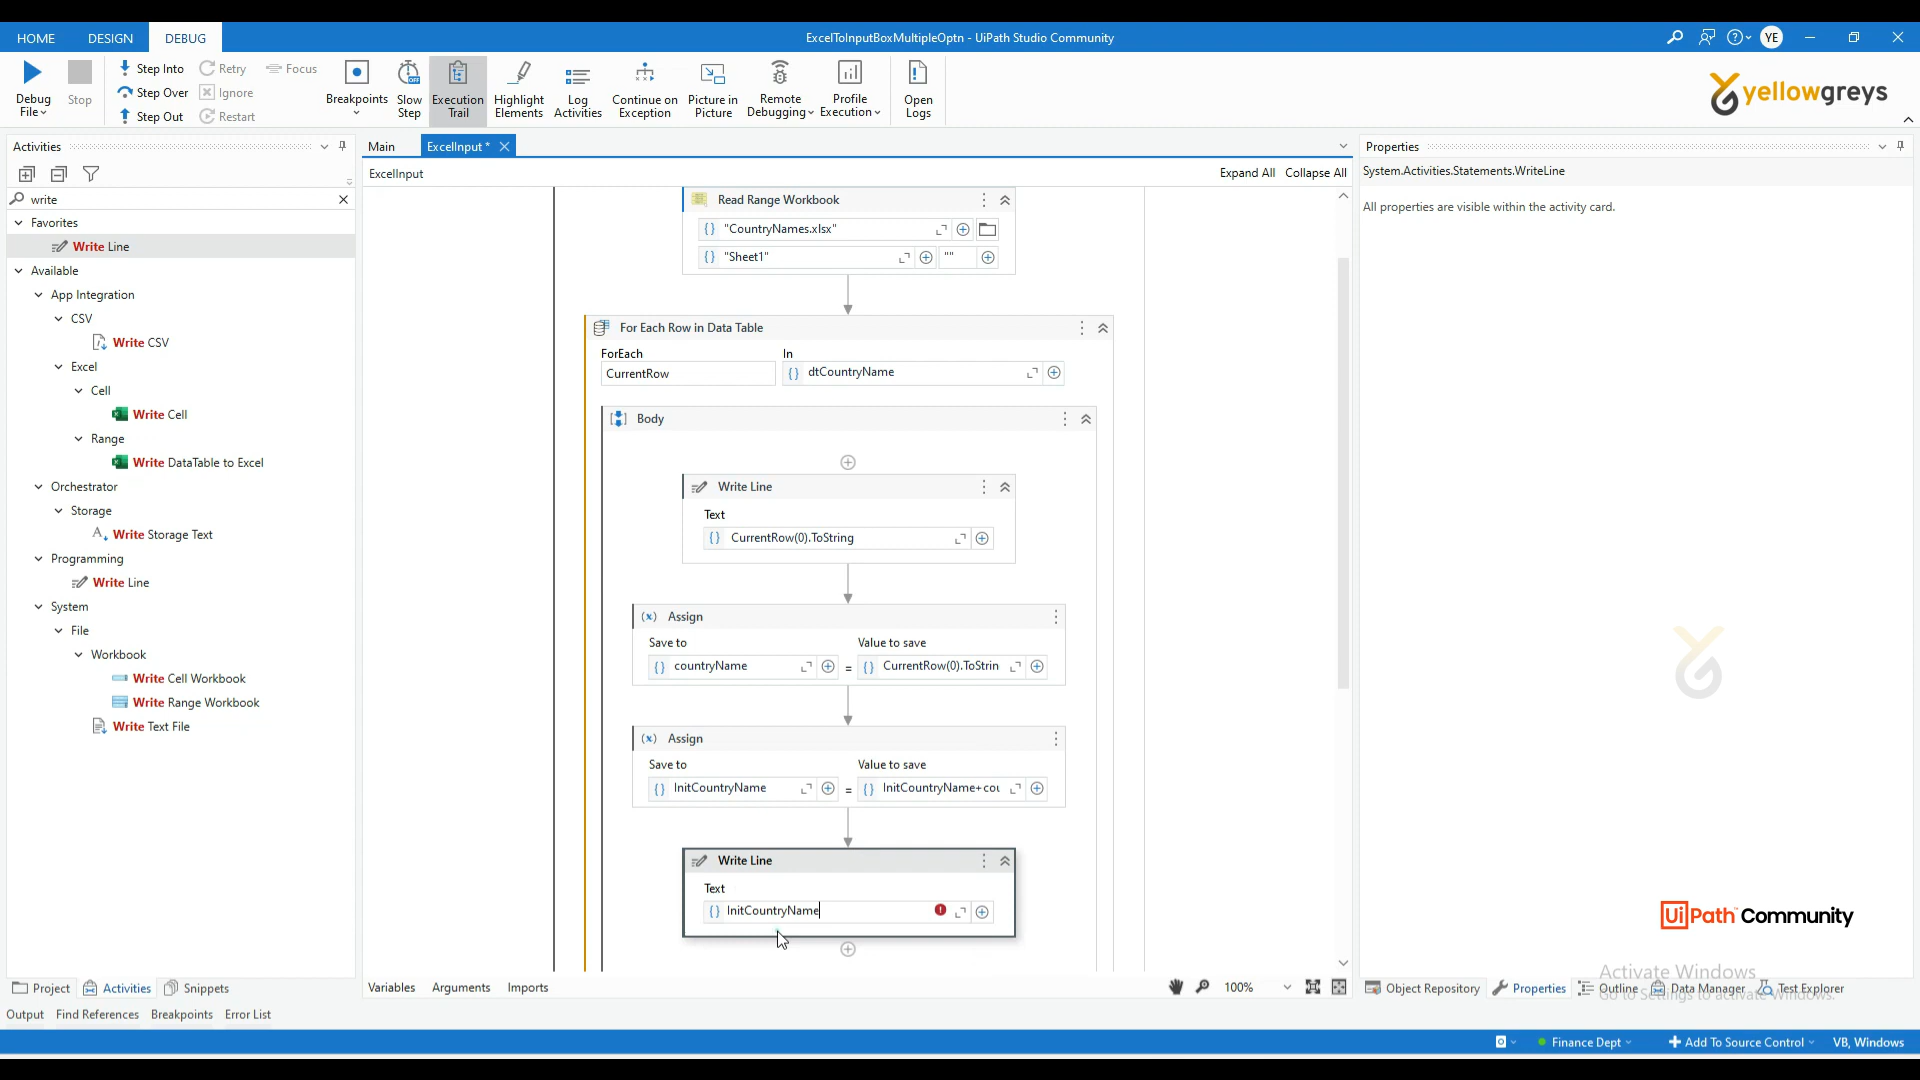 HOME DESIGN DEBUG ExcelToInputBoxMultipleOptn - UiPath Studio Community YE
Debug File Stop Step Into Step Over Step Out Retry Ignore Restart Focus Breakpoints Slow Step Execution Trail Highlight Elements Log Activities Continue on Exception Picture in Picture Remote Debugging Profile Execution Open Logs
yellowgreys
Activities Main ExcelInput * Properties
ExcelInput Expand All Collapse All System.Activities.Statements.WriteLine
write
All properties are visible within the activity card.
Favorites
Write Line
Available
App Integration
CSV
Write CSV
Excel
Cell
Write Cell
Range
Write DataTable to Excel
Orchestrator
Storage
Write Storage Text
Programming
Write Line
System
File
Workbook
Write Cell Workbook
Write Range Workbook
Write Text File
Read Range Workbook
"CountryNames.xlsx"
"Sheet1" ""
For Each Row in Data Table
ForEach In
CurrentRow dtCountryName
Body
Write Line
Text
CurrentRow(0).ToString
Assign
Save to Value to save
countryName = CurrentRow(0).ToStrin
Assign
Save to Value to save
InitCountryName = InitCountryName+cou
Write Line
Text
InitCountryName
UiPath Community
Activate Windows
Go to Settings to activate Windows.
Project Activities Snippets Variables Arguments Imports 100% Object Repository Properties Outline Data Manager Test Explorer
Output Find References Breakpoints Error List
Finance Dept Add To Source Control VB, Windows